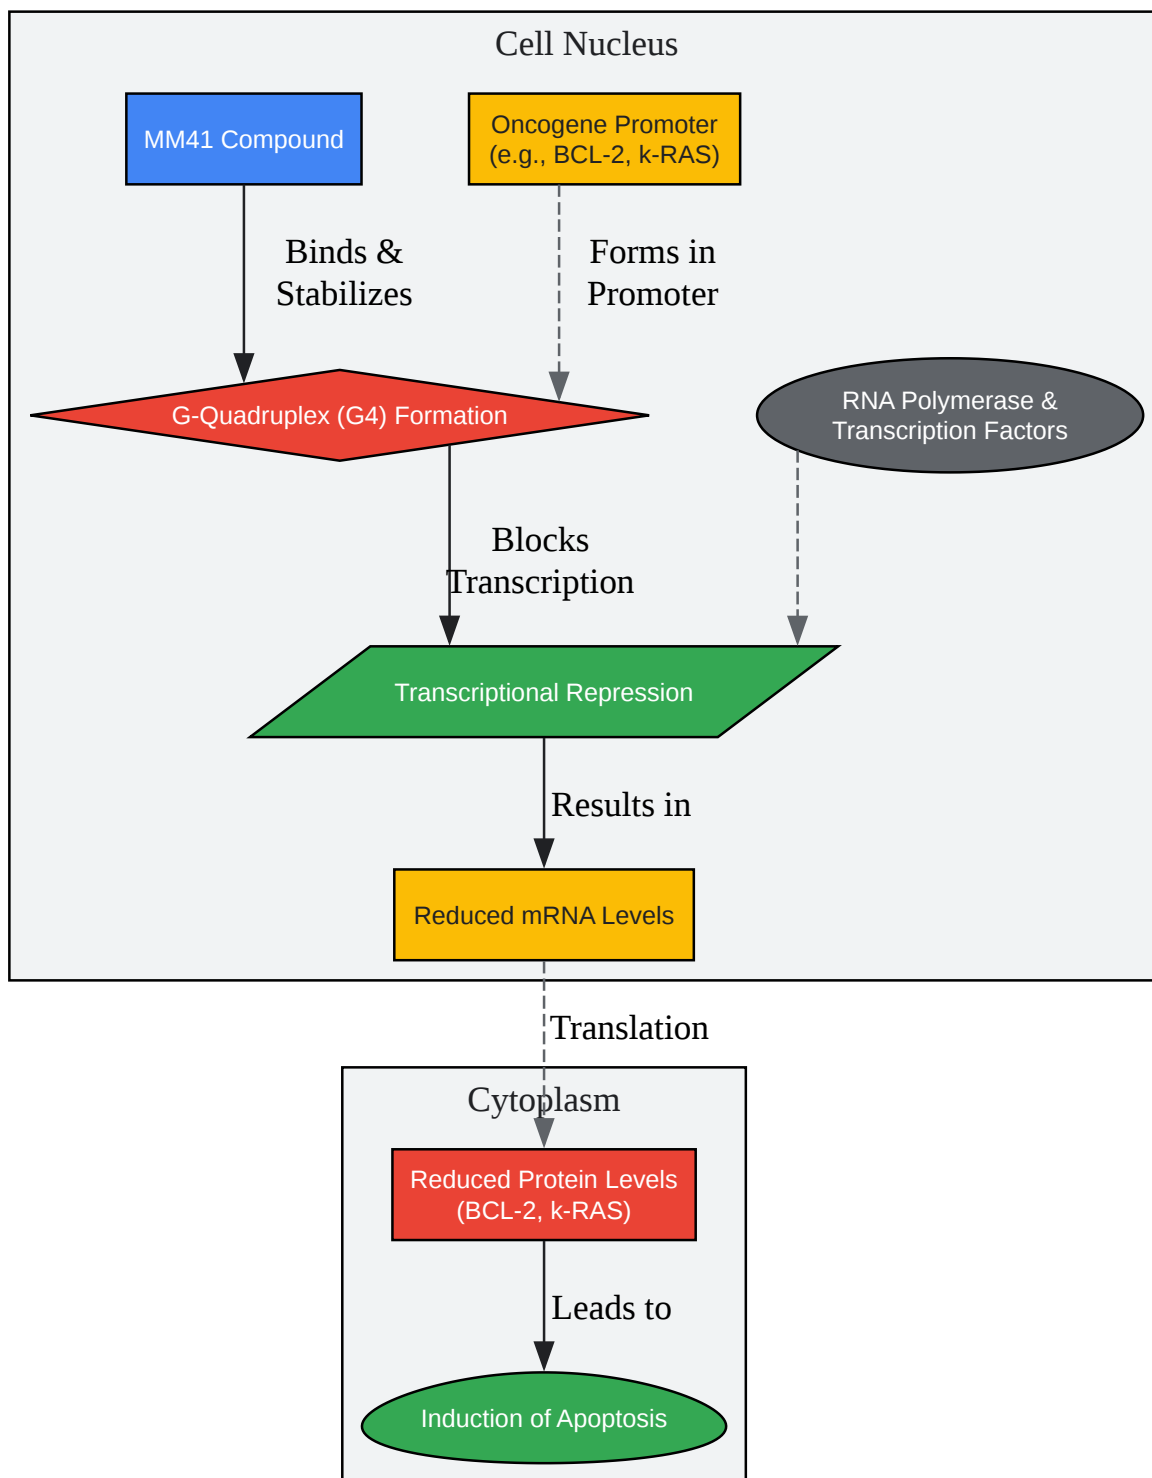 Cell Nucleus
MM41 Compound
Oncogene Promoter
(e.g., BCL-2, k-RAS)
Binds &
Stabilizes
Forms in
Promoter
G-Quadruplex (G4) Formation
RNA Polymerase &
Transcription Factors
Blocks
Transcription
Transcriptional Repression
Results in
Reduced mRNA Levels
Translation
Cytoplasm
Reduced Protein Levels
(BCL-2, k-RAS)
Leads to
Induction of Apoptosis